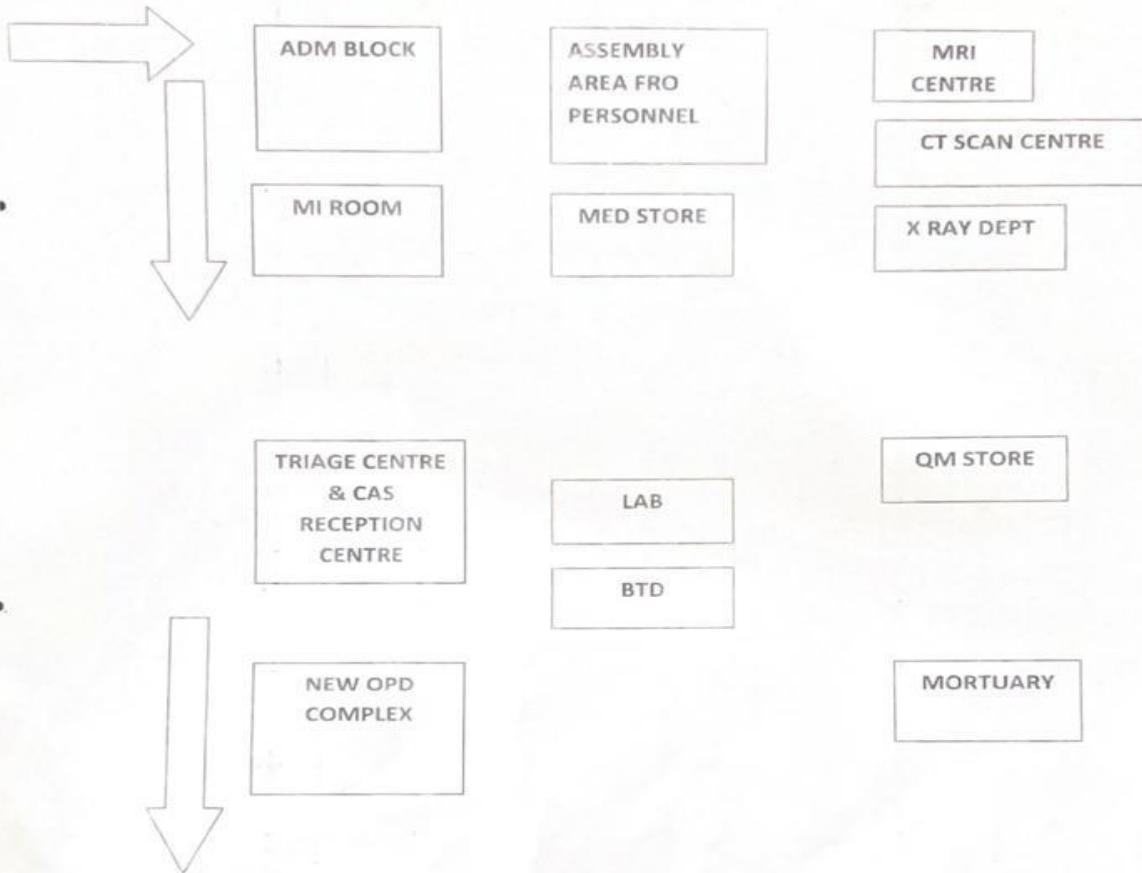 ADM BLOCK
ASSEMBLY
AREA FRO
PERSONNEL
MRI
CENTRE
CT SCAN CENTRE
MI ROOM
MED STORE
X RAY DEPT
TRIAGE CENTRE
& CAS
RECEPTION
CENTRE
LAB
QM STORE
BTD
NEW OPD
COMPLEX
MORTUARY